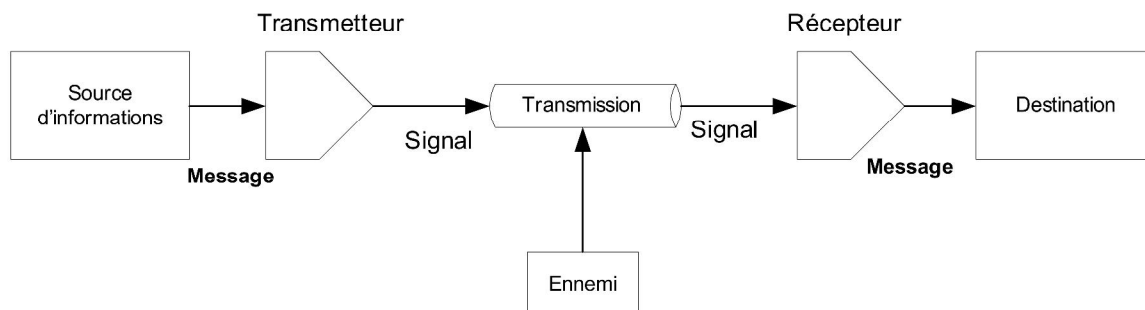 Transmetteur
Récepteur
Source
d'informations
Transmission
Destination
Signal
Signal
Message
Message
Ennemi